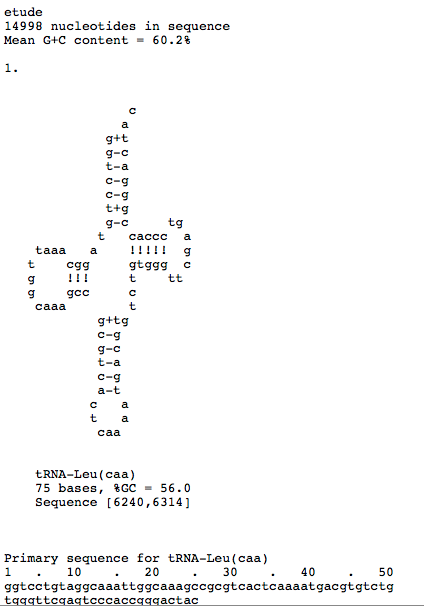 etude
14998 nucleotides in sequence
Mean G+C content = 60.2%
1.
c
a
g+t
g-c
t-a
c-g
c-g
t+g
g-c tg
t caccc a
taaa a !!!!! g
t cgg gtggg c
g !!! t tt
g gcc c
caaa t
g+tg
c-g
g-c
t-a
c-g
a-t
c a
t a
caa
tRNA-Leu(caa)
75 bases, %GC = 56.0
Sequence [6240,6314]
Primary sequence for tRNA-Leu(caa)
1 . 10 . 20 . 30 . 40 . 50
ggtcctgtaggcaaattggcaaagccgcgtcactcaaaatgacgtgtctg
tgggttcgagtcccaccgggactac